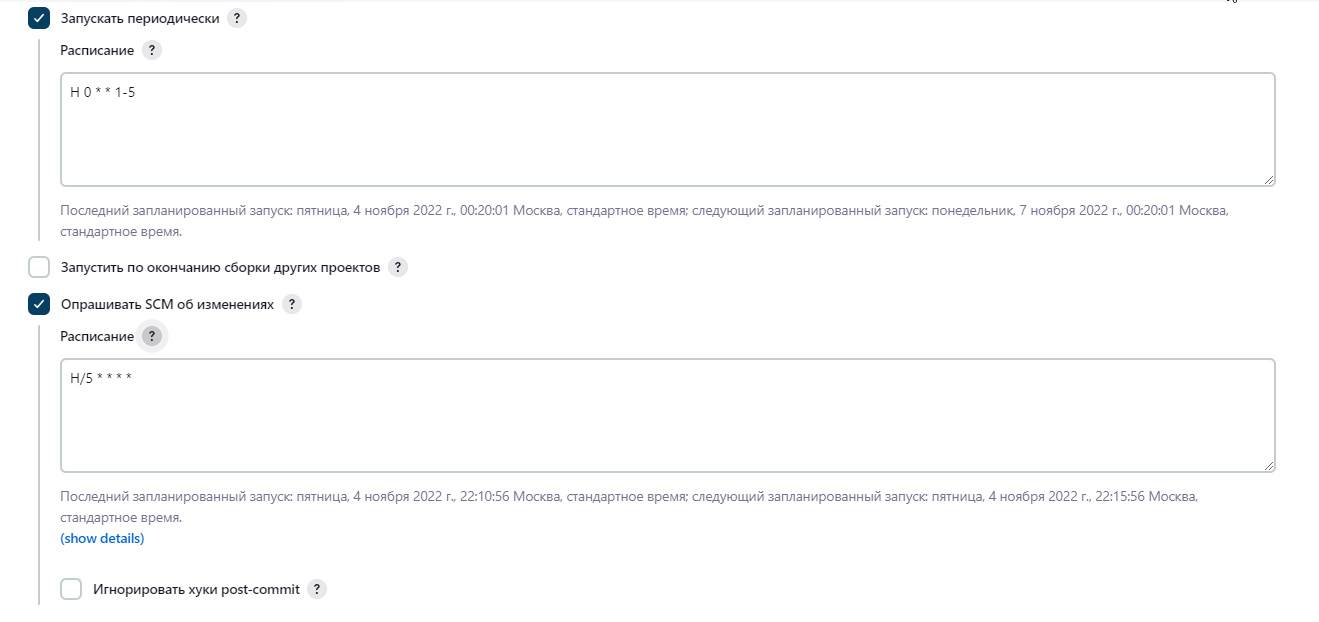 Запускать периодически ?
Расписание ?
H 0 * * 1-5
Последний запланированный запуск: пятница, 4 ноября 2022 г., 00:20:01 Москва, стандартное время; следующий запланированный запуск: понедельник, 7 ноября 2022 г., 00:20:01 Москва,
стандартное время.
Запустить по окончанию сборки других проектов ?
Опрашивать SCM об изменениях ?
Расписание ?
H/5 * * * *
Последний запланированный запуск: пятница, 4 ноября 2022 г., 22:10:56 Москва, стандартное время; следующий запланированный запуск: пятница, 4 ноября 2022 г., 22:15:56 Москва,
стандартное время.
(show details)
Игнорировать хуки post-commit ?